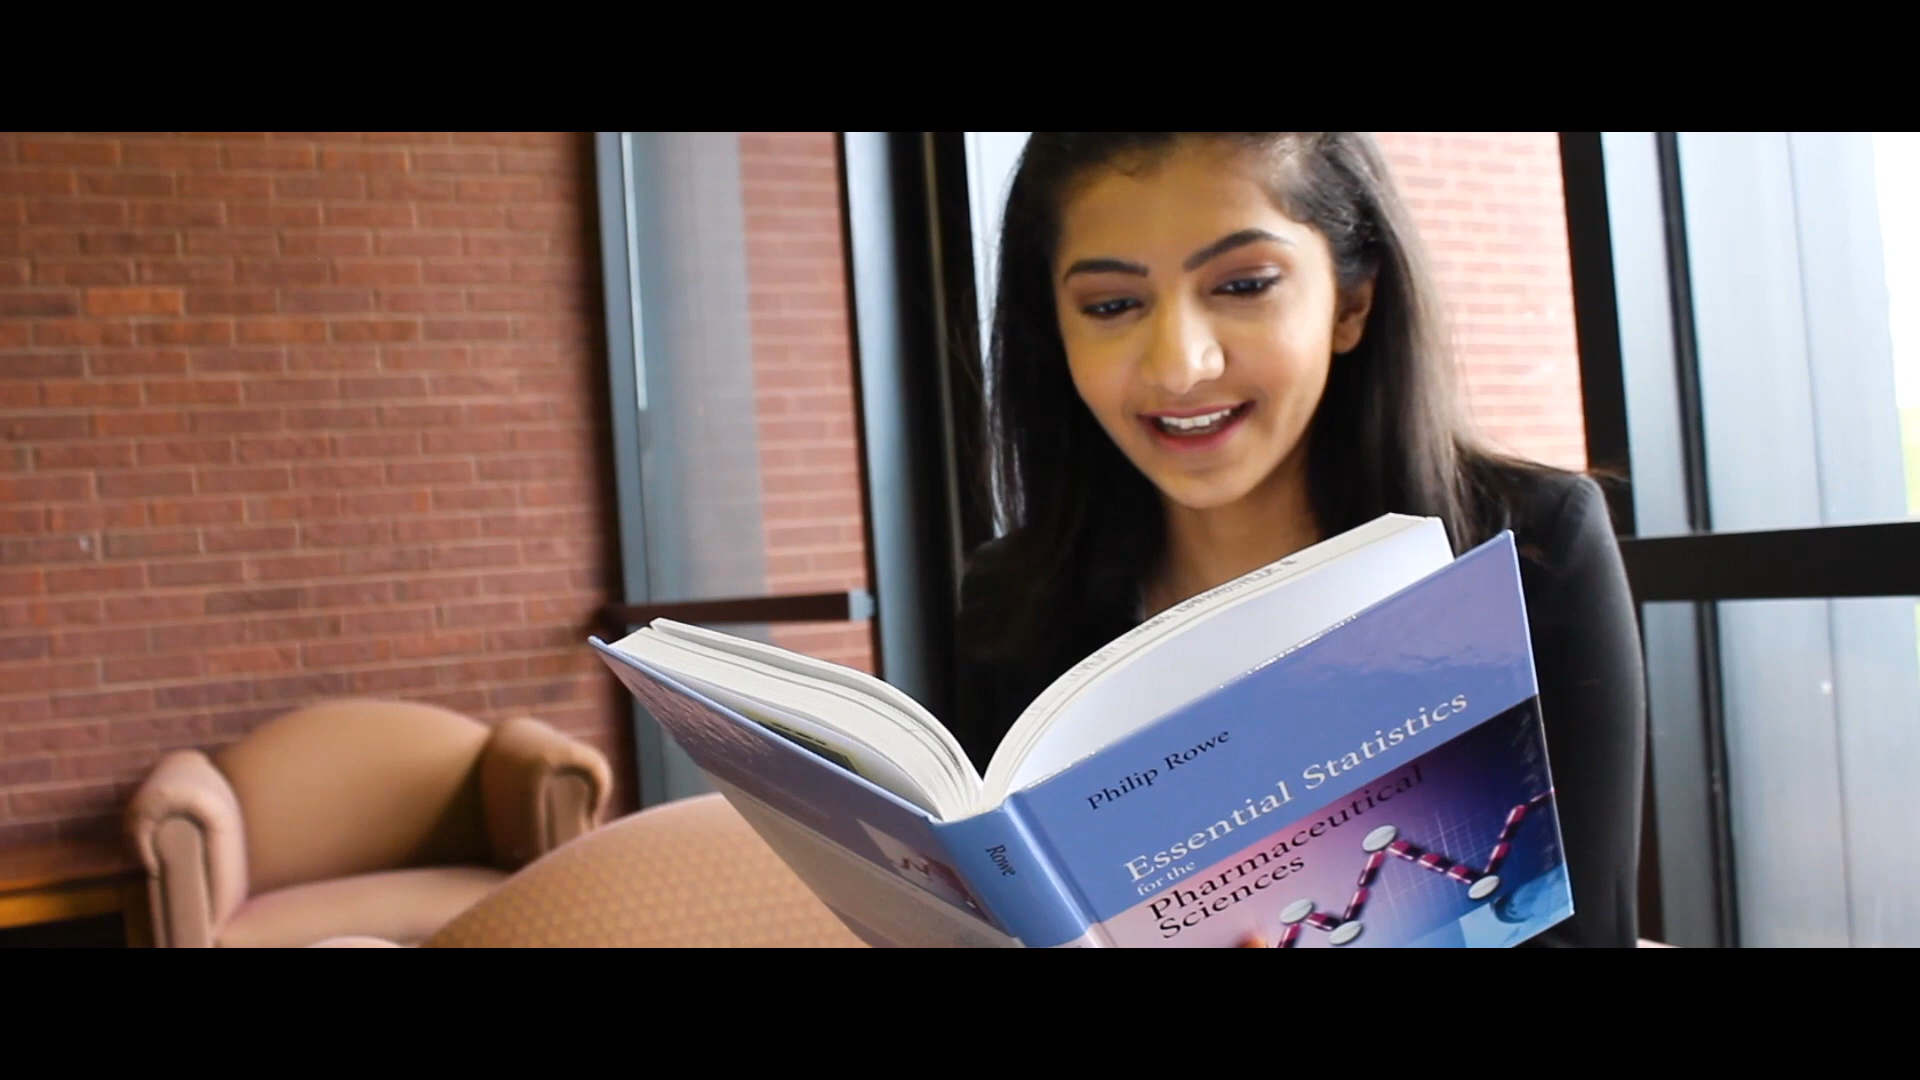 Philip Rowe
Essential Statistics
for the
Pharmaceutical
Sciences
Rowe